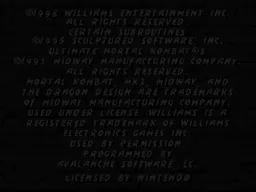 ©1996 WILLIAMS ENTERTAINMENT INC.
ALL RIGHTS RESERVED
CERTAIN SUBROUTINES
©1995 SCULPTURED SOFTWARE INC.
ULTIMATE MORTAL KOMBAT®3
©1995 MIDWAY MANUFACTURING COMPANY.
ALL RIGHTS RESERVED.
MORTAL KOMBAT, MK3, MIDWAY, AND
THE DRAGON DESIGN ARE TRADEMARKS
OF MIDWAY MANUFACTURING COMPANY.
USED UNDER LICENSE. WILLIAMS IS A
REGISTERED TRADEMARK OF WILLIAMS
ELECTRONICS GAMES INC.
USED BY PERMISSION
PROGRAMMED BY
AVALANCHE SOFTWARE LC.
LICENSED BY NINTENDO